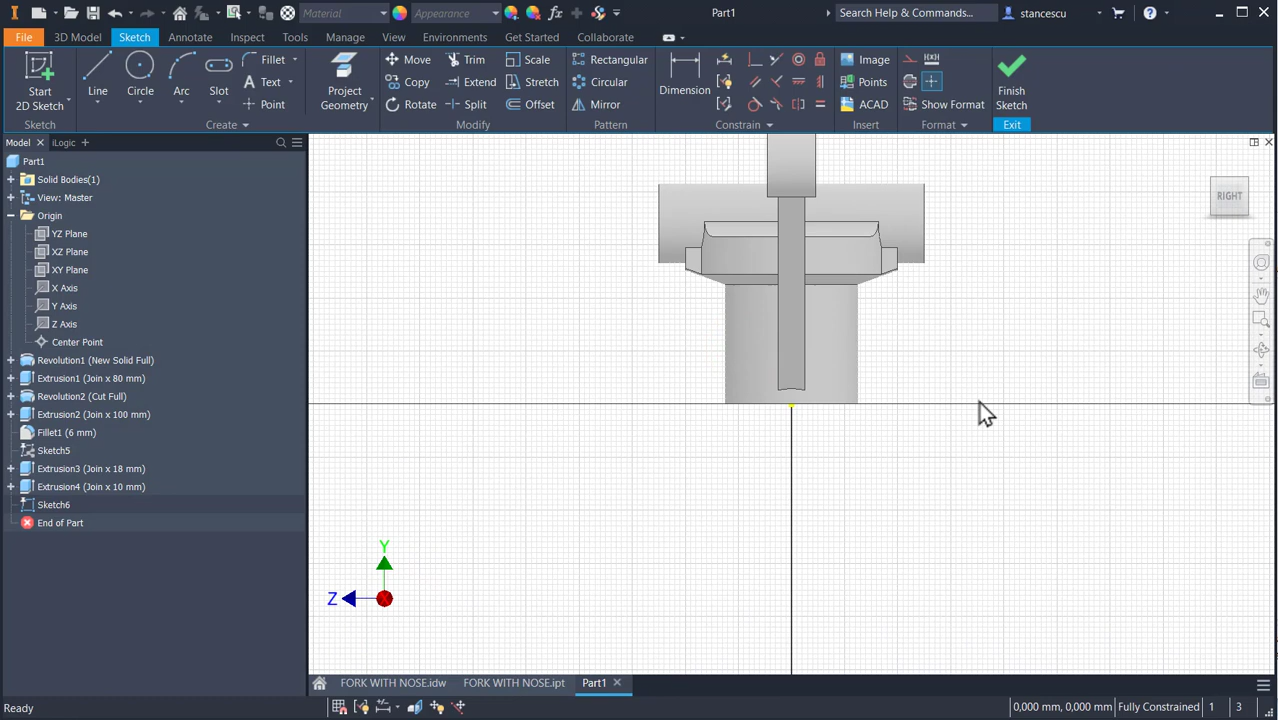 Material
Appearance
Part1
Search Help & Commands...
stancescu
File
3D Model
Sketch
Annotate
Inspect
Tools
Manage
View
Environments
Get Started
Collaborate
Start
2D Sketch
Line
Circle
Arc
Slot
Fillet
Text
Point
Project
Geometry
Move
Trim
Scale
Copy
Extend
Stretch
Rotate
Split
Offset
Rectangular
Circular
Mirror
Dimension
Image
Points
ACAD
Show Format
Finish
Sketch
Sketch
Create
Modify
Pattern
Constrain
Insert
Format
Exit
Model
iLogic
Part1
Solid Bodies(1)
View: Master
Origin
YZ Plane
XZ Plane
XY Plane
X Axis
Y Axis
Z Axis
Center Point
Revolution1 (New Solid Full)
Extrusion1 (Join x 80 mm)
Revolution2 (Cut Full)
Extrusion2 (Join x 100 mm)
Fillet1 (6 mm)
Sketch5
Extrusion3 (Join x 18 mm)
Extrusion4 (Join x 10 mm)
Sketch6
End of Part
RIGHT
Y
Z
FORK WITH NOSE.idw
FORK WITH NOSE.ipt
Part1
Ready
0,000 mm, 0,000 mm
Fully Constrained
1
3